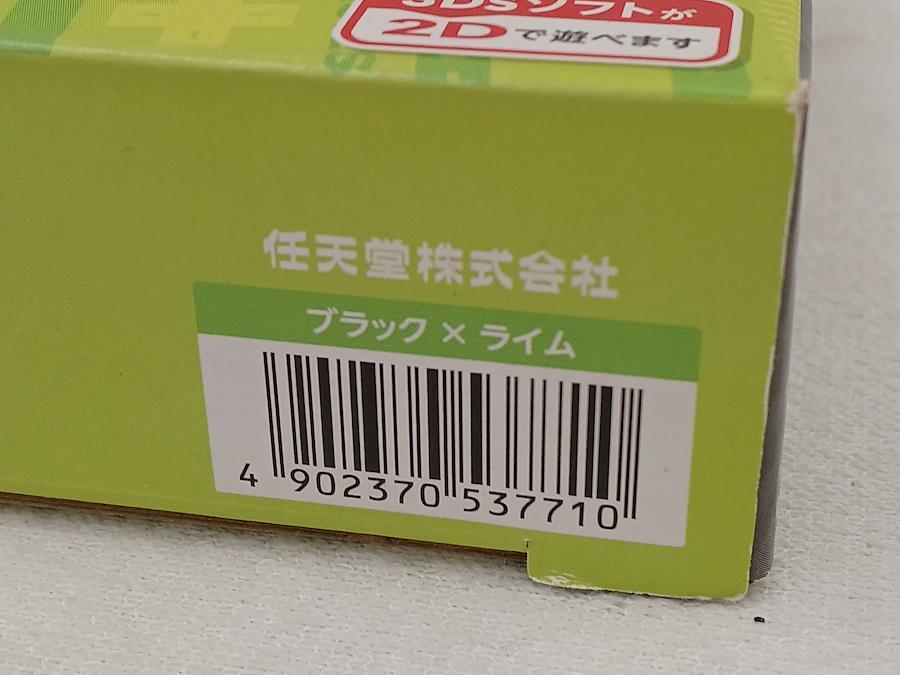 3DSソフトが
2Dで遊べます
任天堂株式会社
ブラック × ライム
4 902370 537710